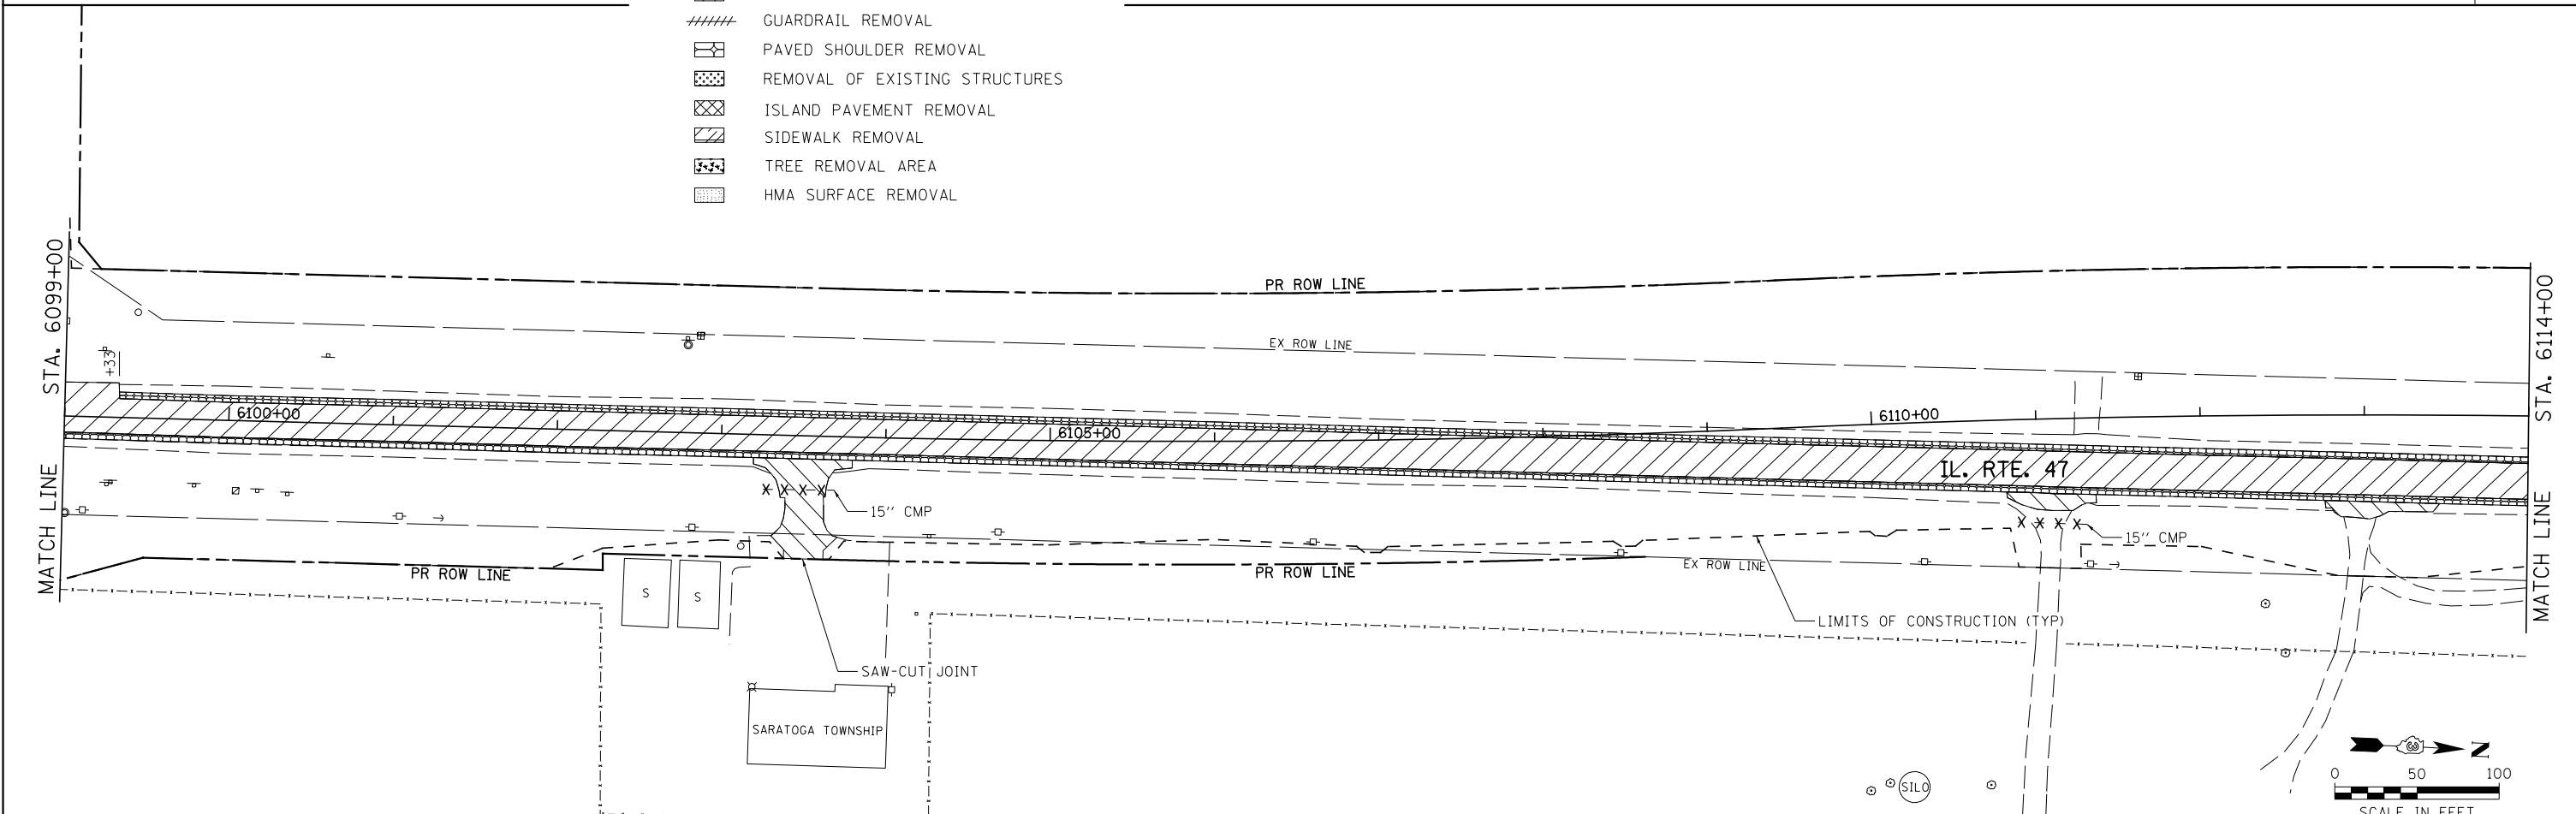 GUARDRAIL REMOVAL
PAVED SHOULDER REMOVAL
REMOVAL OF EXISTING STRUCTURES
ISLAND PAVEMENT REMOVAL
SIDEWALK REMOVAL
TREE REMOVAL AREA
HMA SURFACE REMOVAL
MATCH LINE STA. 6099+00
PR ROW LINE
EX ROW LINE
+33
6100+00
6105+00
6110+00
IL. RTE. 47
15" CMP
15" CMP
PR ROW LINE
PR ROW LINE
EX ROW LINE
S
S
LIMITS OF CONSTRUCTION (TYP)
SAW-CUT JOINT
SARATOGA TOWNSHIP
SILO
MATCH LINE STA. 6114+00
3
N
0 50 100
SCALE IN FEET